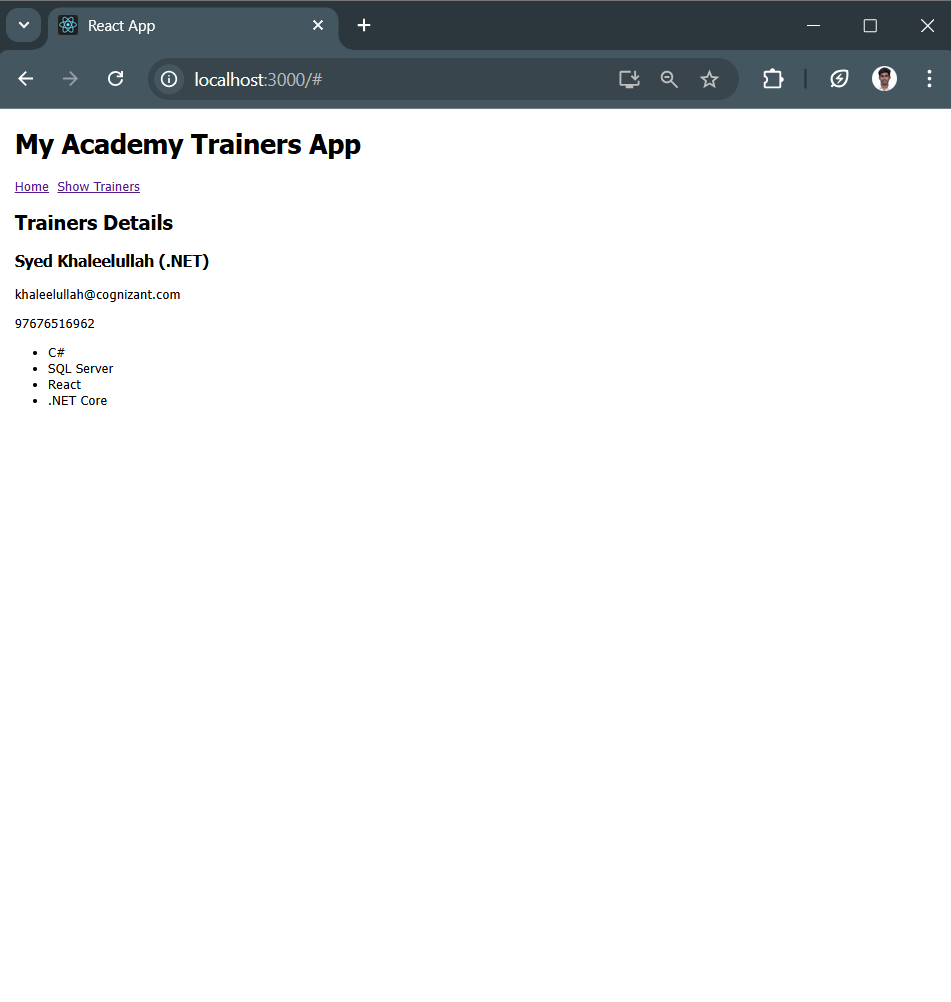 React App
localhost:3000/#
My Academy Trainers App
Home Show Trainers
Trainers Details
Syed Khaleelullah (.NET)
khaleelullah@cognizant.com
97676516962
C#
SQL Server
React
.NET Core